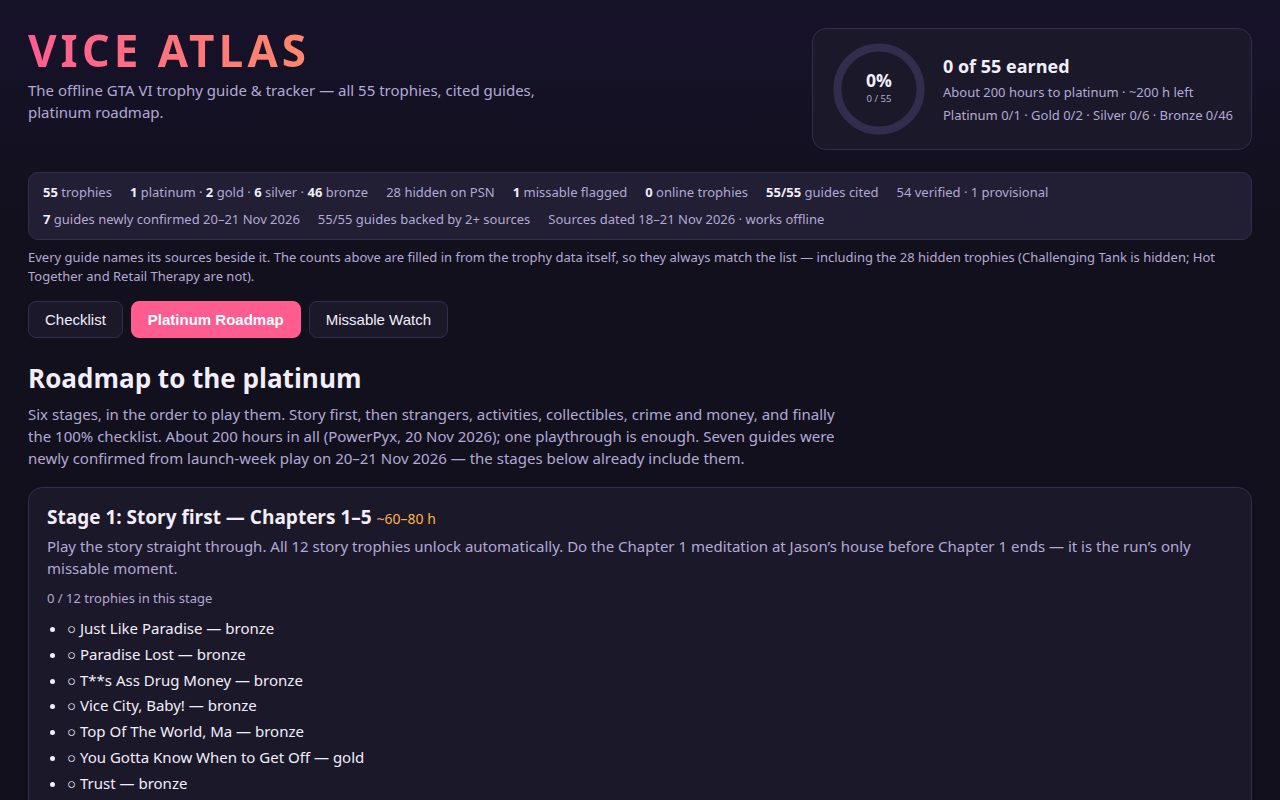 VICE ATLAS
The offline GTA VI trophy guide & tracker — all 55 trophies, cited guides,
platinum roadmap.
0%
0 / 55
0 of 55 earned
About 200 hours to platinum · ~200 h left
Platinum 0/1 · Gold 0/2 · Silver 0/6 · Bronze 0/46
55 trophies 1 platinum · 2 gold · 6 silver · 46 bronze 28 hidden on PSN 1 missable flagged 0 online trophies 55/55 guides cited 54 verified · 1 provisional
7 guides newly confirmed 20–21 Nov 2026 55/55 guides backed by 2+ sources Sources dated 18–21 Nov 2026 · works offline
Every guide names its sources beside it. The counts above are filled in from the trophy data itself, so they always match the list — including the 28 hidden trophies (Challenging Tank is hidden; Hot
Together and Retail Therapy are not).
Checklist Platinum Roadmap Missable Watch
Roadmap to the platinum
Six stages, in the order to play them. Story first, then strangers, activities, collectibles, crime and money, and finally
the 100% checklist. About 200 hours in all (PowerPyx, 20 Nov 2026); one playthrough is enough. Seven guides were
newly confirmed from launch-week play on 20–21 Nov 2026 — the stages below already include them.
Stage 1: Story first — Chapters 1–5 ~60–80 h
Play the story straight through. All 12 story trophies unlock automatically. Do the Chapter 1 meditation at Jason’s house before Chapter 1 ends — it is the run’s only
missable moment.
0 / 12 trophies in this stage
• ○ Just Like Paradise — bronze
• ○ Paradise Lost — bronze
• ○ T**s Ass Drug Money — bronze
• ○ Vice City, Baby! — bronze
• ○ Top Of The World, Ma — bronze
• ○ You Gotta Know When to Get Off — gold
• ○ Trust — bronze